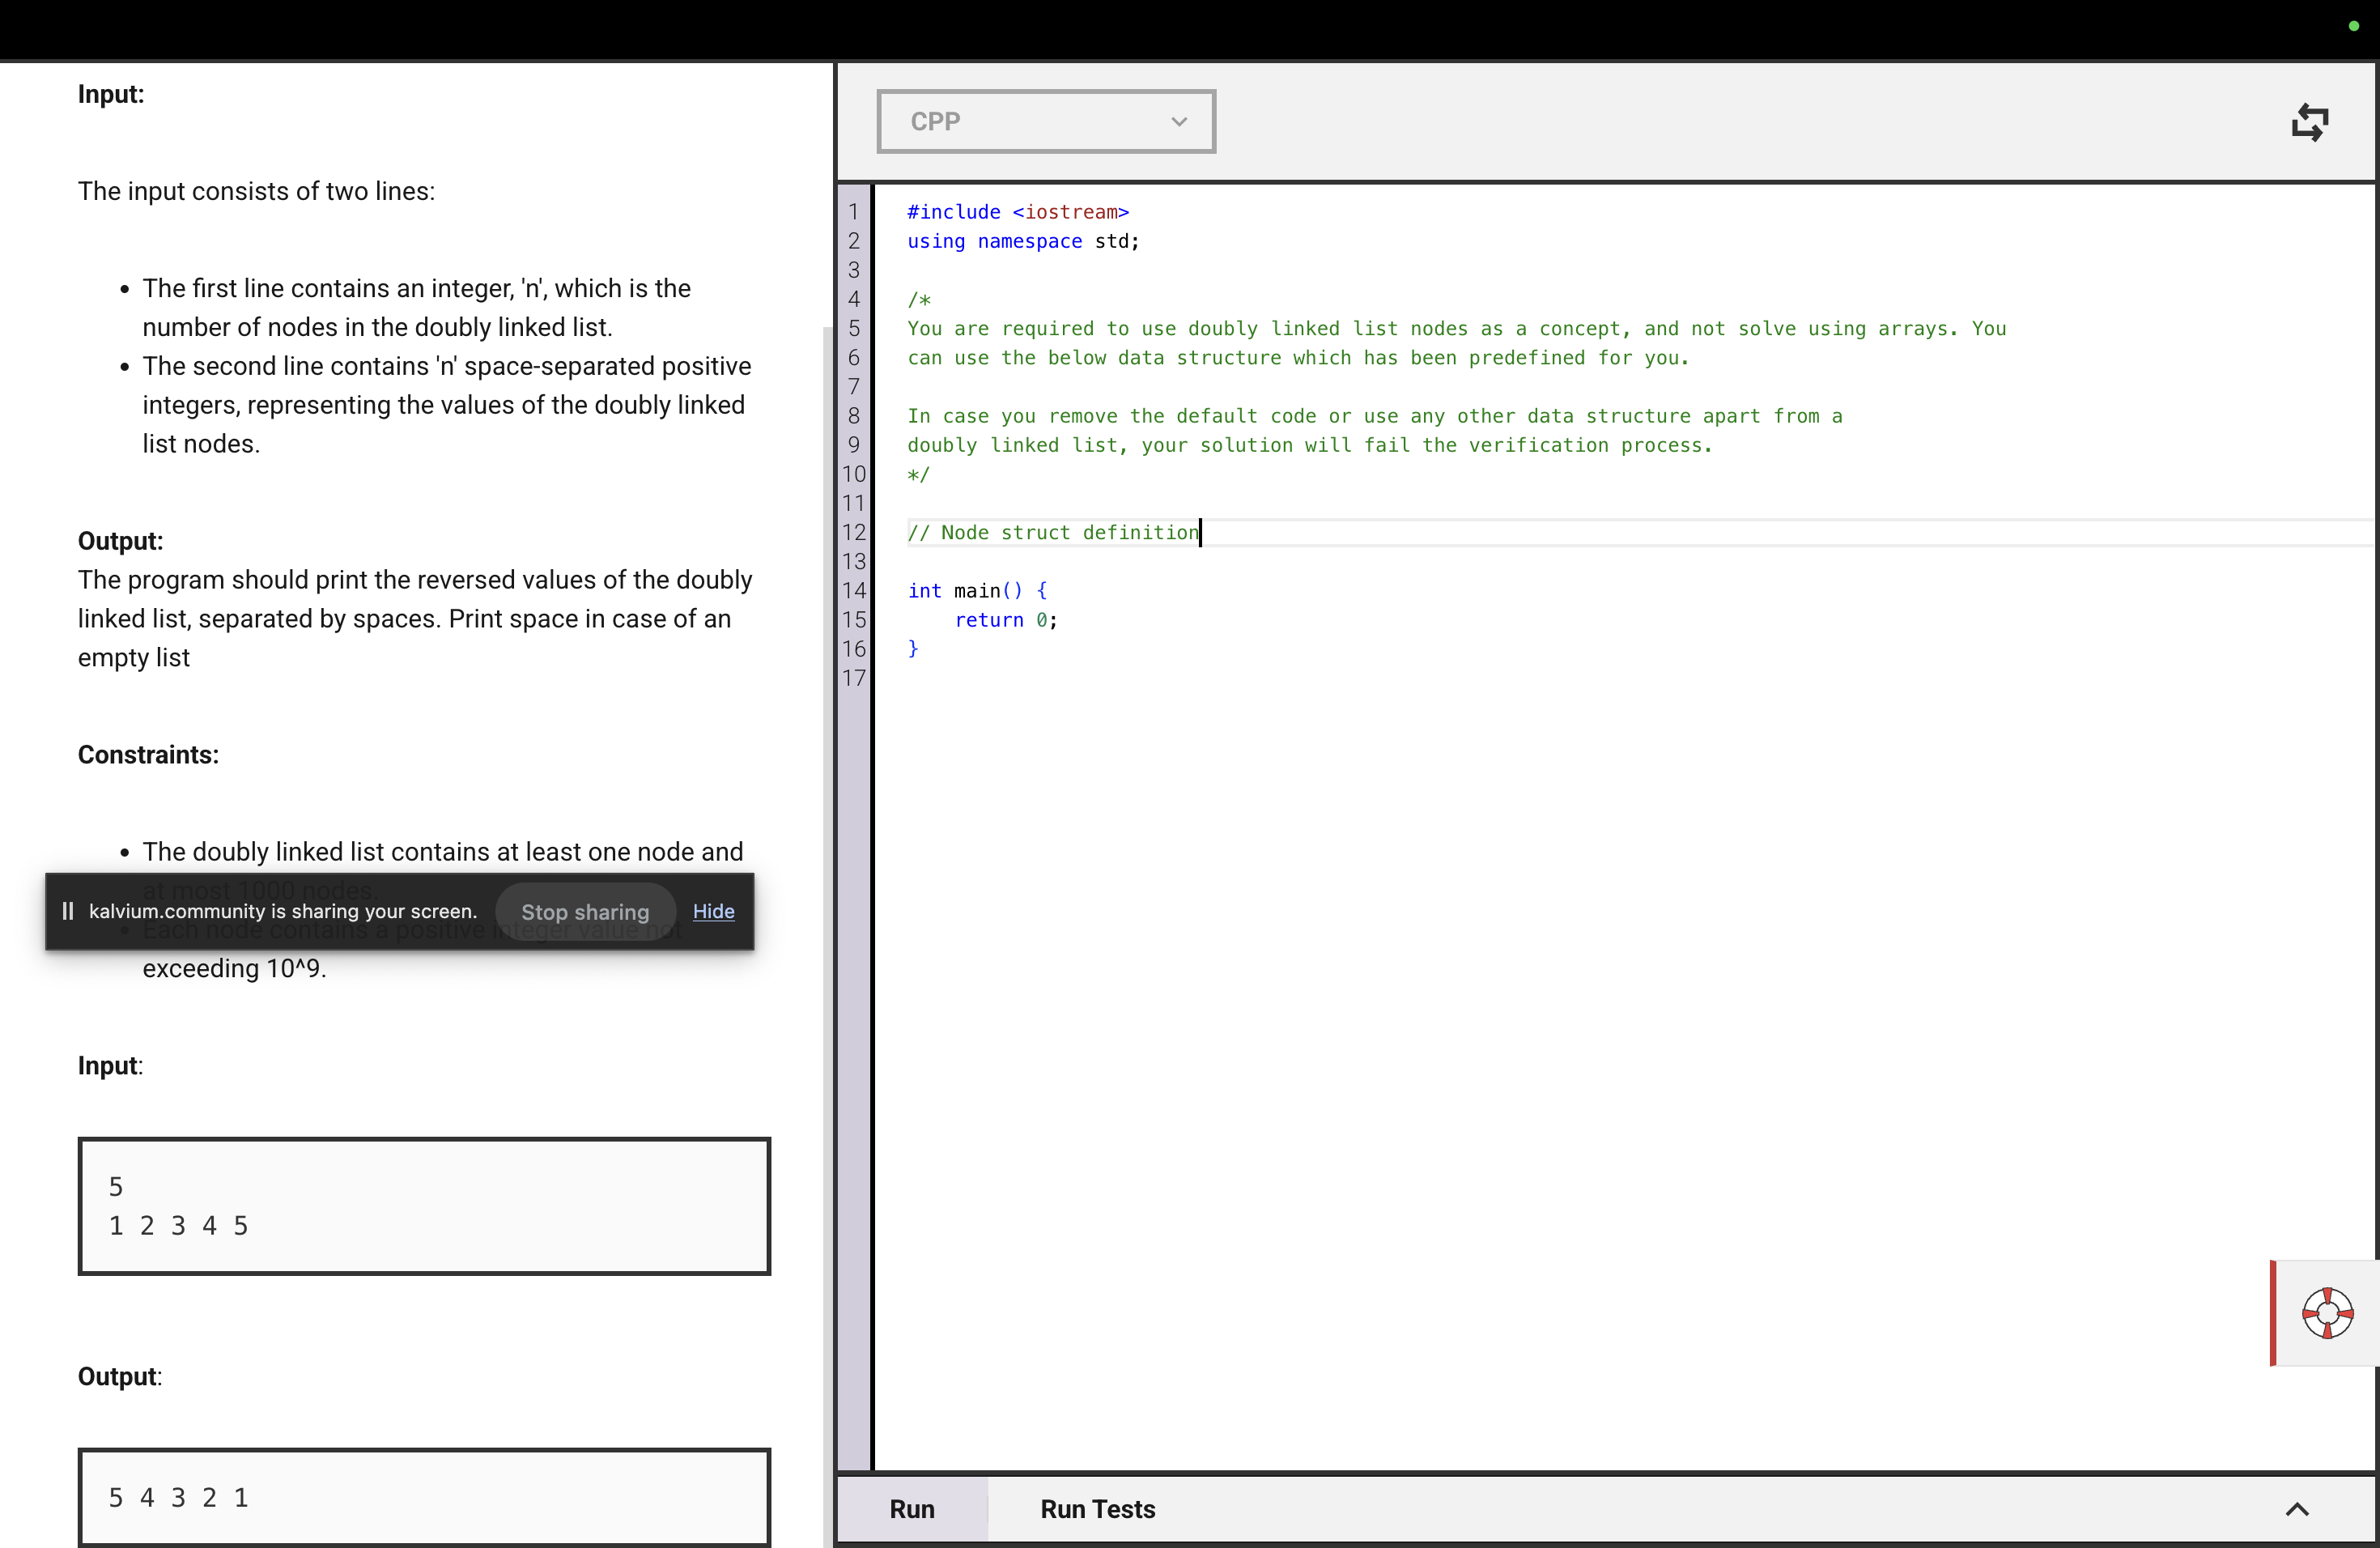 Input:
The input consists of two lines:
• The first line contains an integer, 'n', which is the
number of nodes in the doubly linked list.
• The second line contains 'n' space-separated positive
integers, representing the values of the doubly linked
list nodes.
Output:
The program should print the reversed values of the doubly
linked list, separated by spaces. Print space in case of an
empty list
Constraints:
• The doubly linked list contains at least one node and
at most 1000 nodes.
kalvium.community is sharing your screen. Stop sharing Hide
• Each node contains a positive integer value not
exceeding 10^9.
Input:
5
1 2 3 4 5
Output:
5 4 3 2 1
CPP
1 #include <iostream>
2 using namespace std;
3
4 /*
5 You are required to use doubly linked list nodes as a concept, and not solve using arrays. You
6 can use the below data structure which has been predefined for you.
7
8 In case you remove the default code or use any other data structure apart from a
9 doubly linked list, your solution will fail the verification process.
10 */
11
12 // Node struct definition
13
14 int main() {
15     return 0;
16 }
17
Run Run Tests